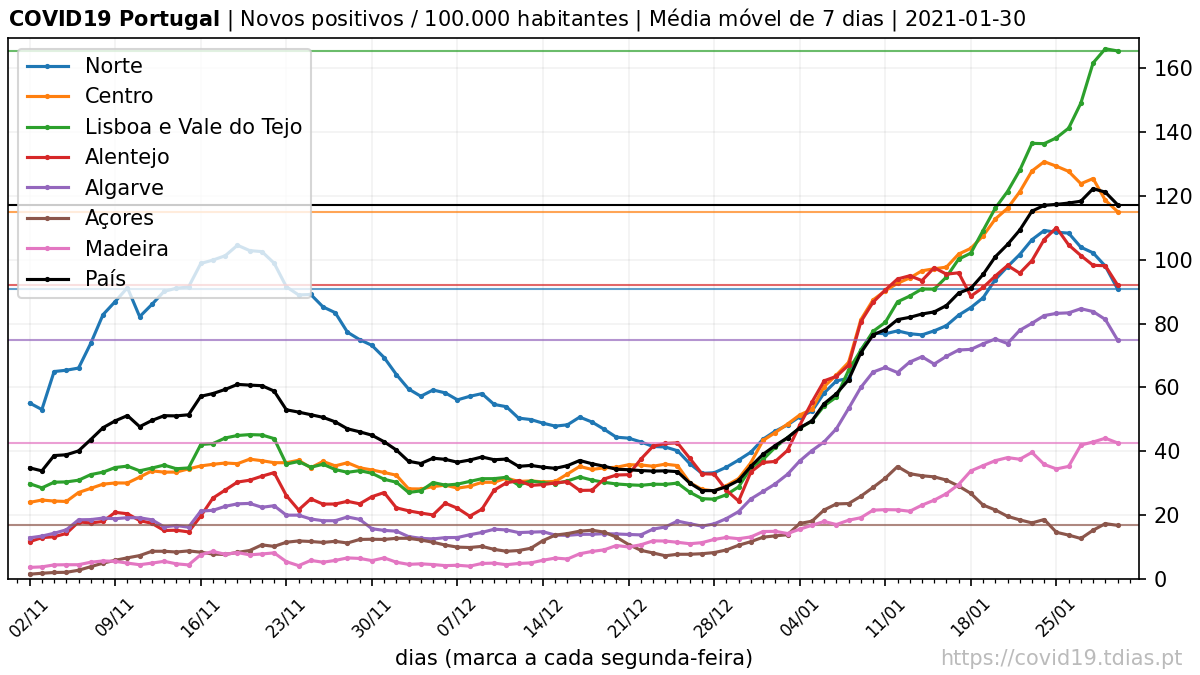 COVID19 Portugal | Novos positivos / 100.000 habitantes | Média móvel de 7 dias | 2021-01-30
Norte
Centro
Lisboa e Vale do Tejo
Alentejo
Algarve
Açores
Madeira
País
160
140
120
100
80
60
40
20
0
02/11
09/11
16/11
23/11
30/11
07/12
14/12
21/12
28/12
04/01
11/01
18/01
25/01
dias (marca a cada segunda-feira)
https://covid19.tdias.pt